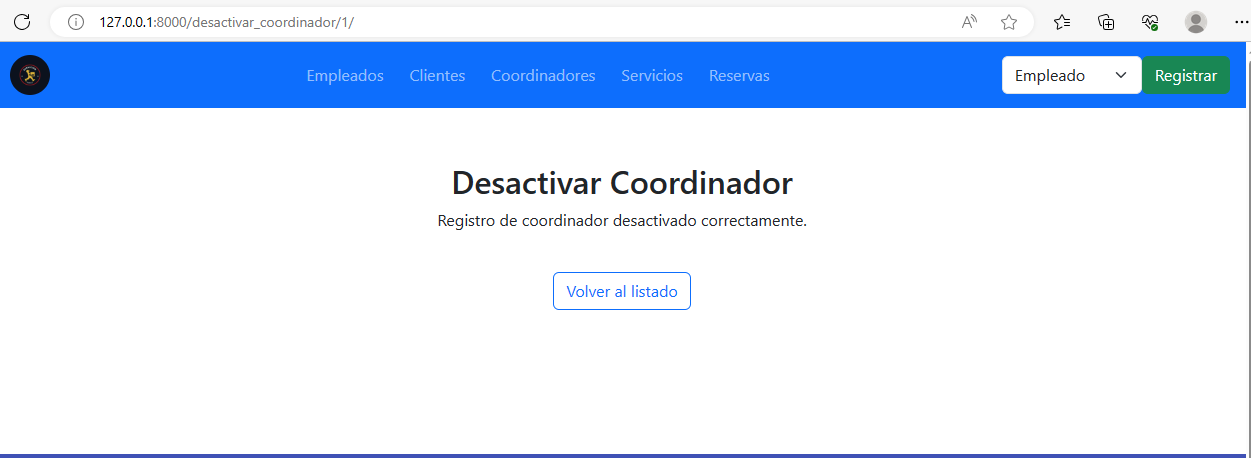 127.0.0.1:8000/desactivar_coordinador/1/
Empleados Clientes Coordinadores Servicios Reservas Empleado Registrar
Desactivar Coordinador
Registro de coordinador desactivado correctamente.
Volver al listado